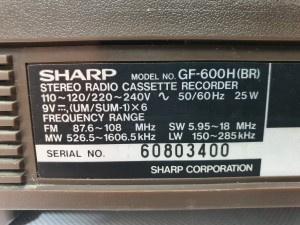 SHARP MODEL NO. GF-600H(BR)
STEREO RADIO CASSETTE RECORDER
110~120/220~240V ∿ 50/60Hz 25W
9V ⎓, (UM/SUM-1)×6
FREQUENCY RANGE
FM 87.6~108 MHz SW 5.95~18 MHz
MW 526.5~1606.5kHz LW 150~285kHz
SERIAL NO. 60803400
SHARP CORPORATION